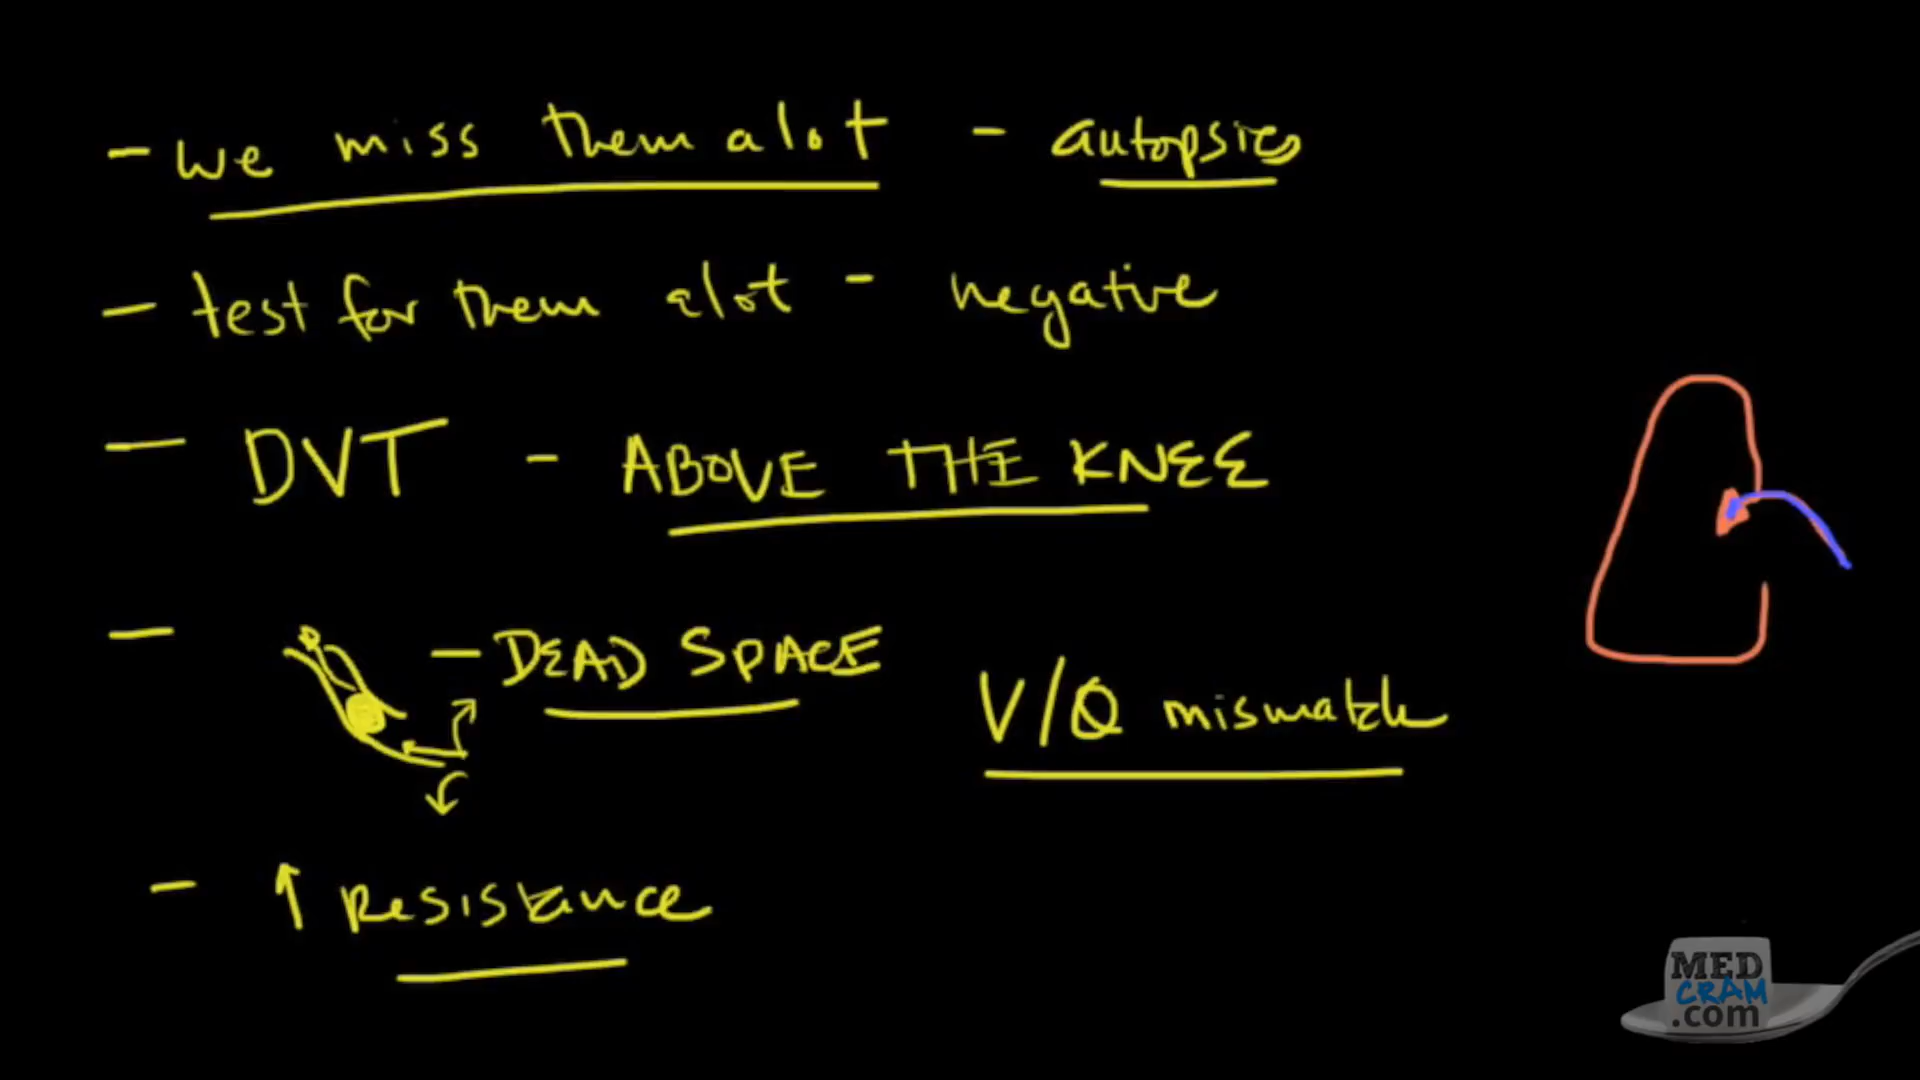 - we miss them alot - autopsies
- test for them alot - negative
- DVT - ABOVE THE KNEE
- - DEAD SPACE
V/Q mismatch
- ↑ Resistance
MED
CRAM
.com